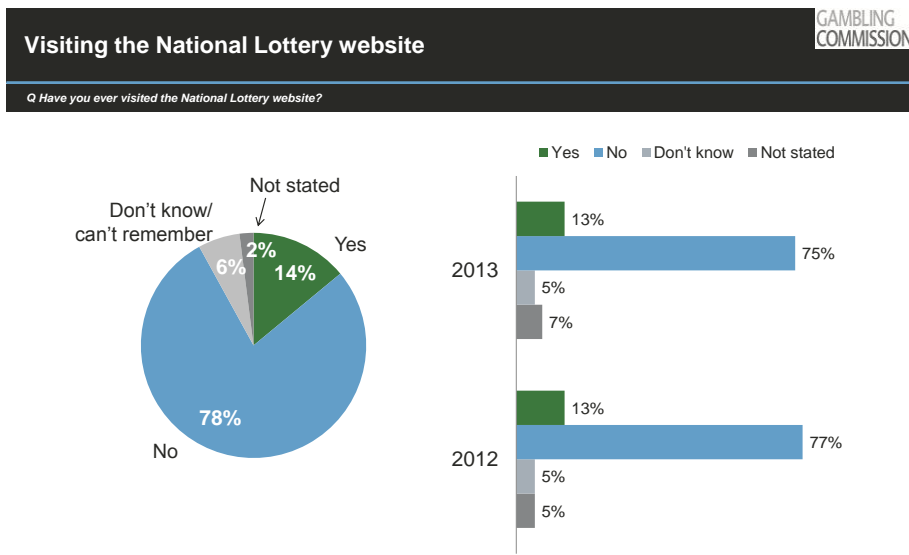 Visiting the National Lottery website
GAMBLING
COMMISSION
Q Have you ever visited the National Lottery website?
Not stated
Don't know/
can't remember
Yes
2%
6%
14%
78%
No
Yes No Don't know Not stated
2013
13%
75%
5%
7%
2012
13%
77%
5%
5%